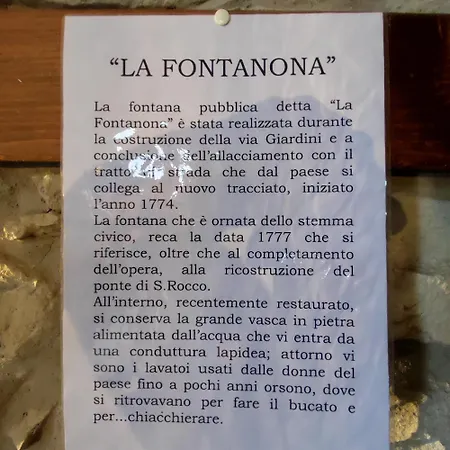 “LA FONTANONA”
La fontana pubblica detta “La
Fontanona” è stata realizzata durante
la costruzione della via Giardini e a
conclusione dell’allacciamento con il
tratto di strada che dal paese si
collega al nuovo tracciato, iniziato
l’anno 1774.
La fontana che è ornata dello stemma
civico, reca la data 1777 che si
riferisce, oltre che al completamento
dell’opera, alla ricostruzione del
ponte di S.Rocco.
All’interno, recentemente restaurato,
si conserva la grande vasca in pietra
alimentata dall’acqua che vi entra da
una conduttura lapidea; attorno vi
sono i lavatoi usati dalle donne del
paese fino a pochi anni orsono, dove
si ritrovavano per fare il bucato e
per...chiacchierare.